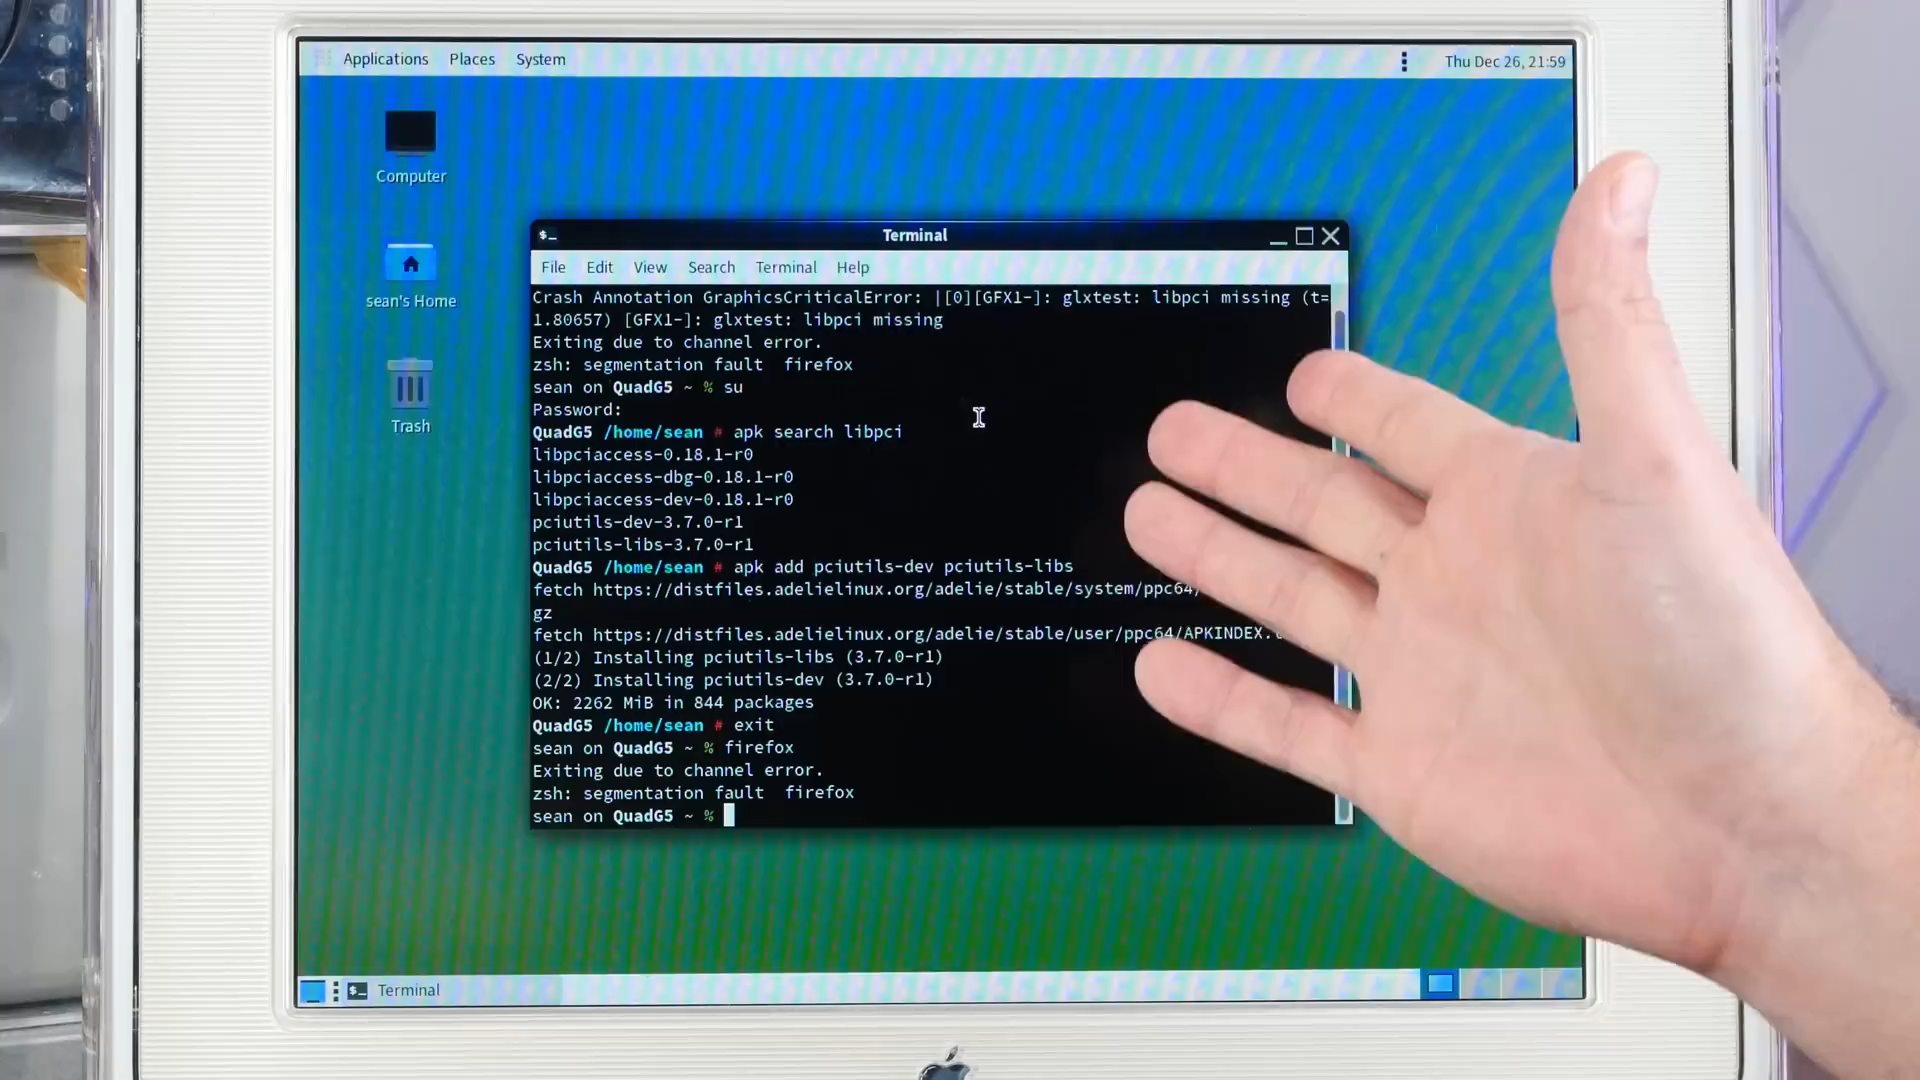 Applications Places System
Thu Dec 26, 21:59
Computer
sean's Home
Trash
$_ Terminal
File Edit View Search Terminal Help
Crash Annotation GraphicsCriticalError: |[0][GFX1-]: glxtest: libpci missing (t=
1.80657) [GFX1-]: glxtest: libpci missing
Exiting due to channel error.
zsh: segmentation fault  firefox
sean on QuadG5 ~ % su
Password:
QuadG5 /home/sean # apk search libpci
libpciaccess-0.18.1-r0
libpciaccess-dbg-0.18.1-r0
libpciaccess-dev-0.18.1-r0
pciutils-dev-3.7.0-r1
pciutils-libs-3.7.0-r1
QuadG5 /home/sean # apk add pciutils-dev pciutils-libs
fetch https://distfiles.adelielinux.org/adelie/stable/system/ppc64/
gz
fetch https://distfiles.adelielinux.org/adelie/stable/user/ppc64/APKINDEX.
(1/2) Installing pciutils-libs (3.7.0-r1)
(2/2) Installing pciutils-dev (3.7.0-r1)
OK: 2262 MiB in 844 packages
QuadG5 /home/sean # exit
sean on QuadG5 ~ % firefox
Exiting due to channel error.
zsh: segmentation fault  firefox
sean on QuadG5 ~ %
$_ Terminal